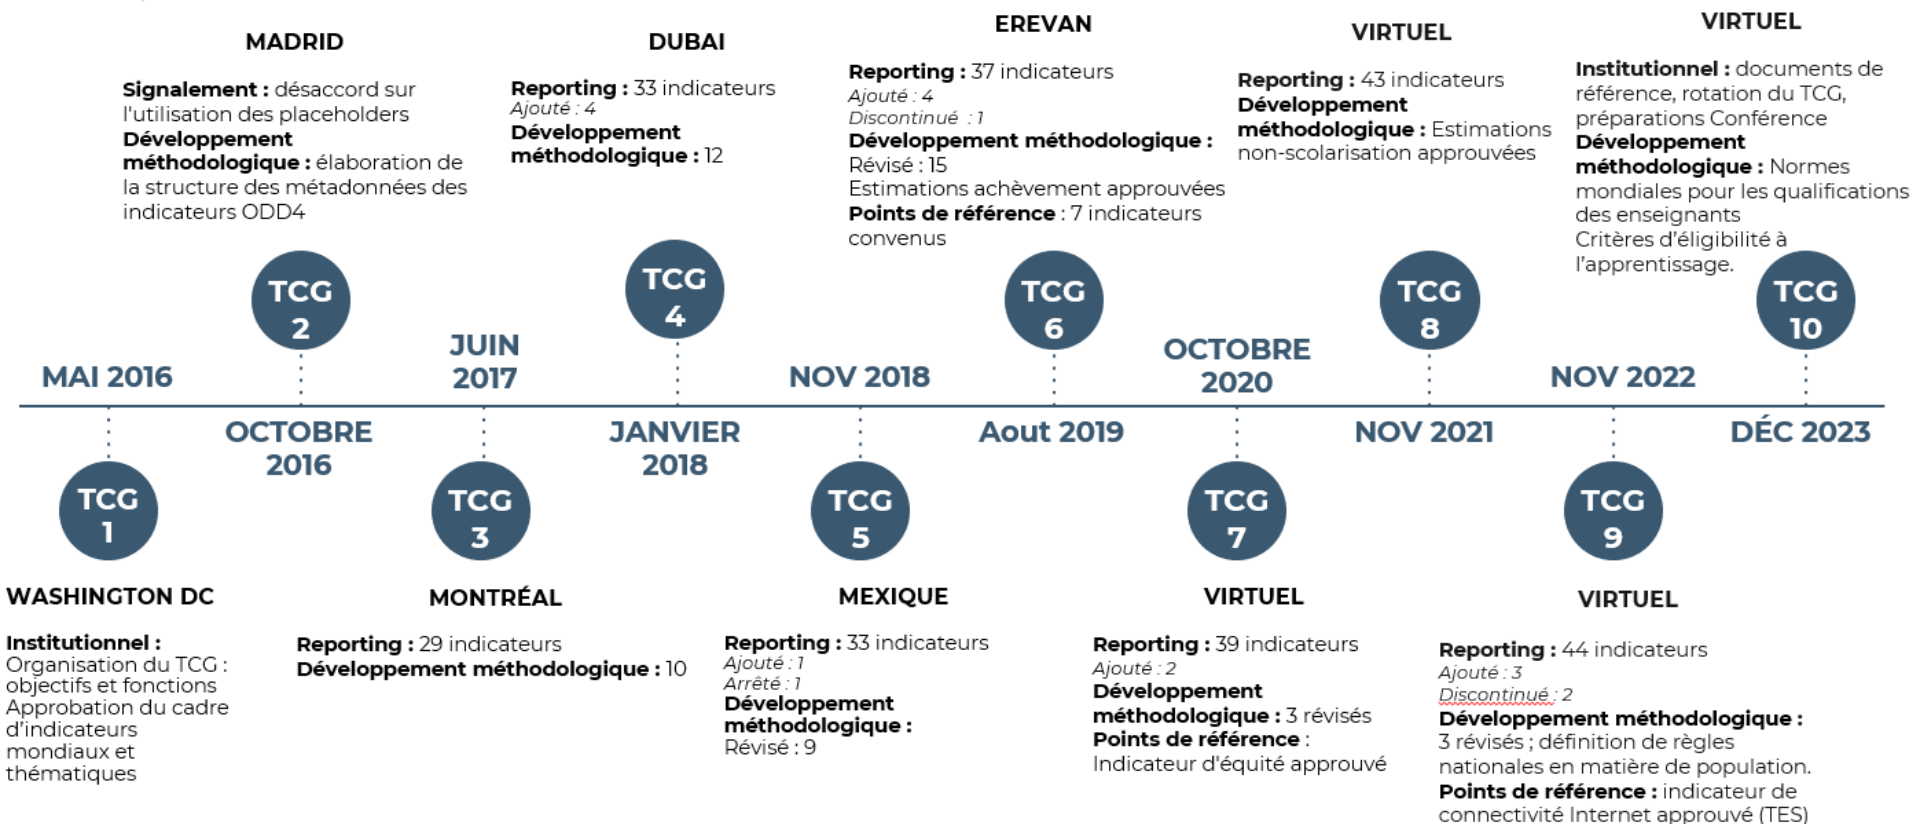 MADRID
Signalement : désaccord sur
l'utilisation des placeholders
Développement
méthodologique : élaboration de
la structure des métadonnées des
indicateurs ODD4
DUBAI
Reporting : 33 indicateurs
Ajouté : 4
Développement
méthodologique : 12
EREVAN
Reporting : 37 indicateurs
Ajouté : 4
Discontinué : 1
Développement méthodologique :
Révisé : 15
Estimations achèvement approuvées
Points de référence : 7 indicateurs
convenus
VIRTUEL
Reporting : 43 indicateurs
Développement
méthodologique : Estimations
non-scolarisation approuvées
VIRTUEL
Institutionnel : documents de
référence, rotation du TCG,
préparations Conférence
Développement
méthodologique : Normes
mondiales pour les qualifications
des enseignants
Critères d'éligibilité à
l'apprentissage.
TCG
2
TCG
4
TCG
6
TCG
8
TCG
10
MAI 2016
JUIN
2017
NOV 2018
OCTOBRE
2020
NOV 2022
OCTOBRE
2016
JANVIER
2018
Aout 2019
NOV 2021
DÉC 2023
TCG
1
TCG
3
TCG
5
TCG
7
TCG
9
WASHINGTON DC
Institutionnel :
Organisation du TCG :
objectifs et fonctions
Approbation du cadre
d'indicateurs
mondiaux et
thématiques
MONTRÉAL
Reporting : 29 indicateurs
Développement méthodologique : 10
MEXIQUE
Reporting : 33 indicateurs
Ajouté : 1
Arrêté : 1
Développement
méthodologique :
Révisé : 9
VIRTUEL
Reporting : 39 indicateurs
Ajouté : 2
Développement
méthodologique : 3 révisés
Points de référence :
Indicateur d'équité approuvé
VIRTUEL
Reporting : 44 indicateurs
Ajouté : 3
Discontinué : 2
Développement méthodologique :
3 révisés ; définition de règles
nationales en matière de population.
Points de référence : indicateur de
connectivité Internet approuvé (TES)